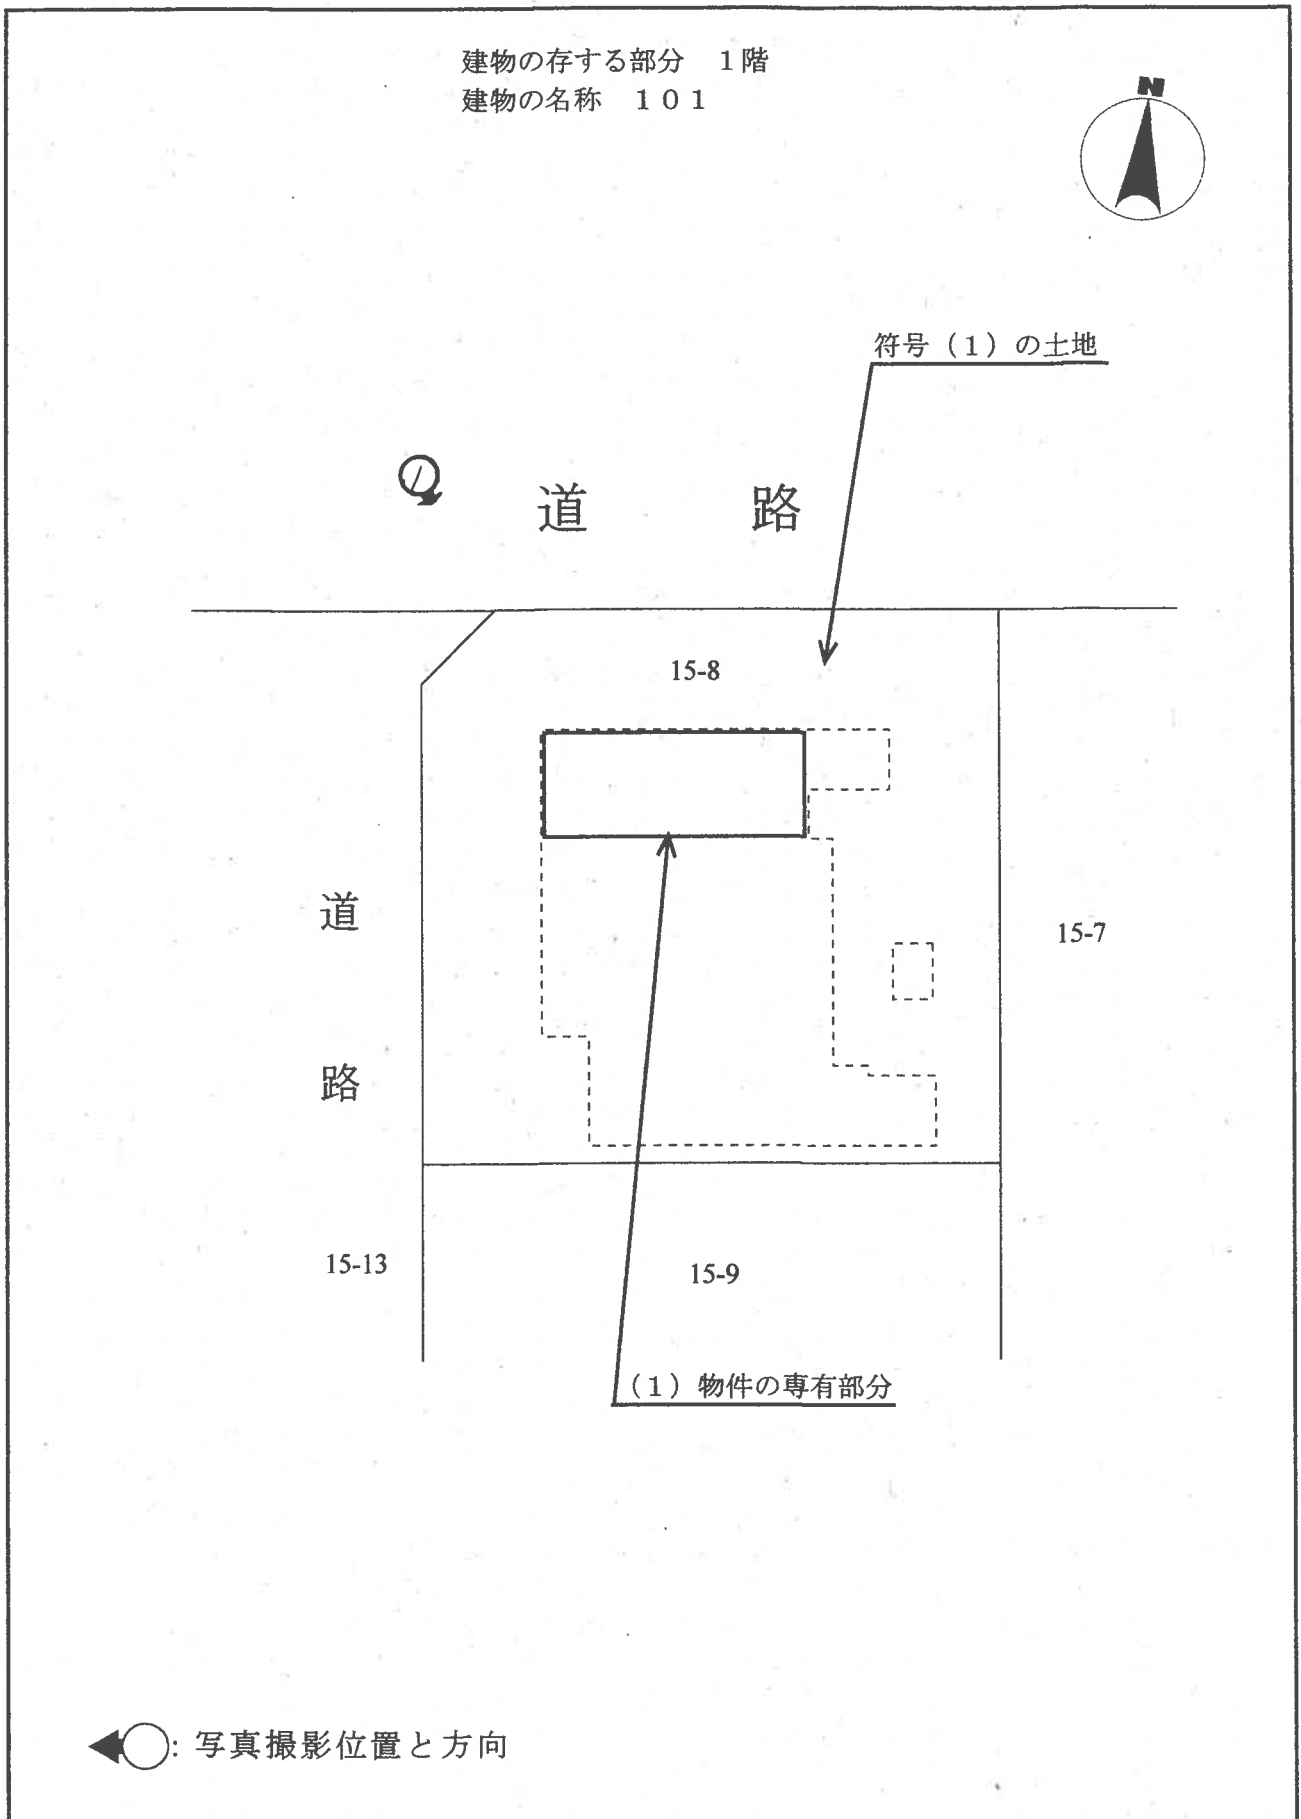 建物の存する部分　１階
建物の名称　１０１
N
符号（１）の土地
道　路
15-8
道
路
15-7
15-13
15-9
（１）物件の専有部分
：写真撮影位置と方向